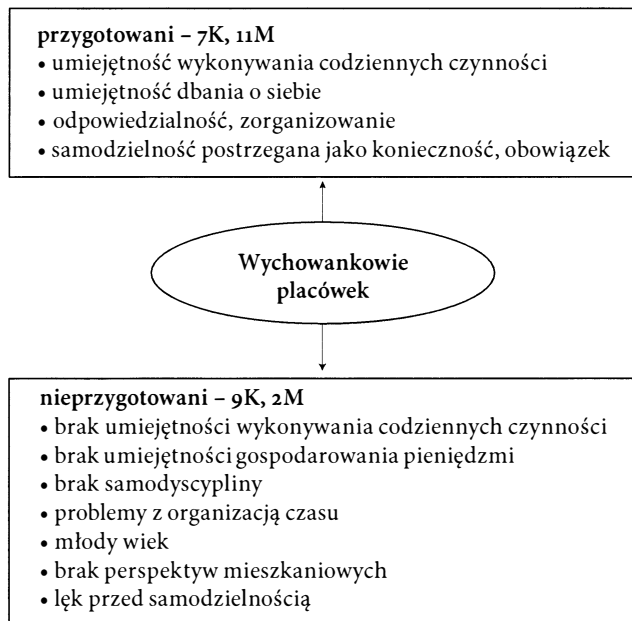 przygotowani – 7K, 11M
• umiejętność wykonywania codziennych czynności
• umiejętność dbania o siebie
• odpowiedzialność, zorganizowanie
• samodzielność postrzegana jako konieczność, obowiązek
Wychowankowie
placówek
nieprzygotowani – 9K, 2M
• brak umiejętności wykonywania codziennych czynności
• brak umiejętności gospodarowania pieniędzmi
• brak samodyscypliny
• problemy z organizacją czasu
• młody wiek
• brak perspektyw mieszkaniowych
• lęk przed samodzielnością